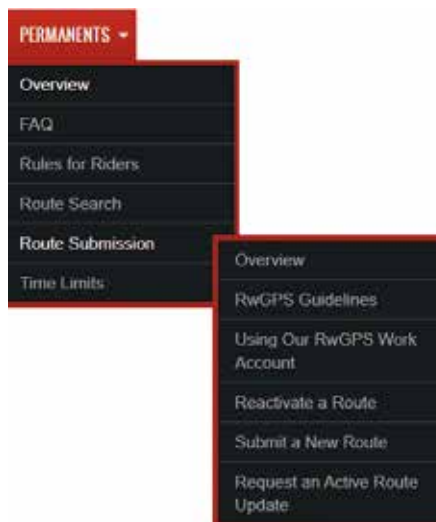 PERMANENTS
Overview
FAQ
Rules for Riders
Route Search
Route Submission
Time Limits
Overview
RwGPS Guidelines
Using Our RwGPS Work
Account
Reactivate a Route
Submit a New Route
Request an Active Route
Update